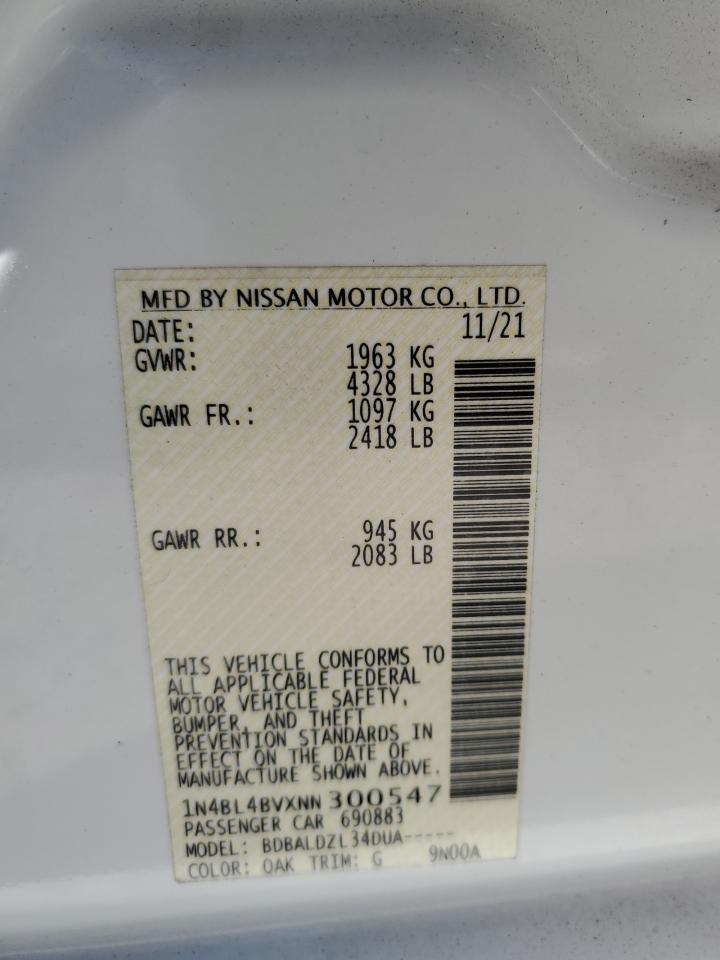 MFD BY NISSAN MOTOR CO., LTD.
DATE: 11/21
GVWR: 1963 KG
4328 LB
GAWR FR.: 1097 KG
2418 LB
GAWR RR.: 945 KG
2083 LB
THIS VEHICLE CONFORMS TO
ALL APPLICABLE FEDERAL
MOTOR VEHICLE SAFETY,
BUMPER, AND THEFT
PREVENTION STANDARDS IN
EFFECT ON THE DATE OF
MANUFACTURE SHOWN ABOVE.
1N4BL4BVXNN300547
PASSENGER CAR 690883
MODEL: BDBALDZL34DUA-----
COLOR: QAK TRIM: G 9N00A